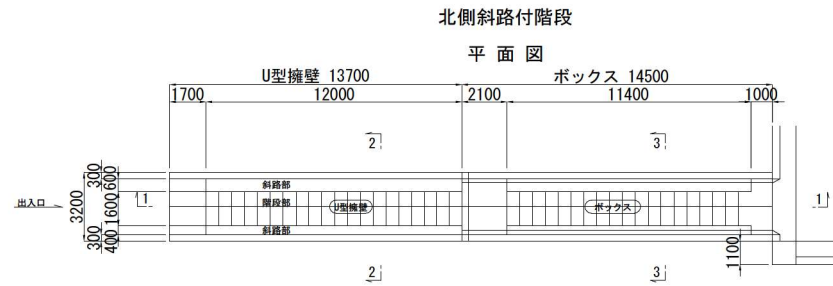 北側斜路付階段
平面図
U型擁壁 13700
ボックス 14500
1700
12000
2100
11400
1000
2
3
出入口
3200
300
300
600
1600
400
1
斜路部
階段部
U型擁壁
ボックス
斜路部
1
1100
2
3